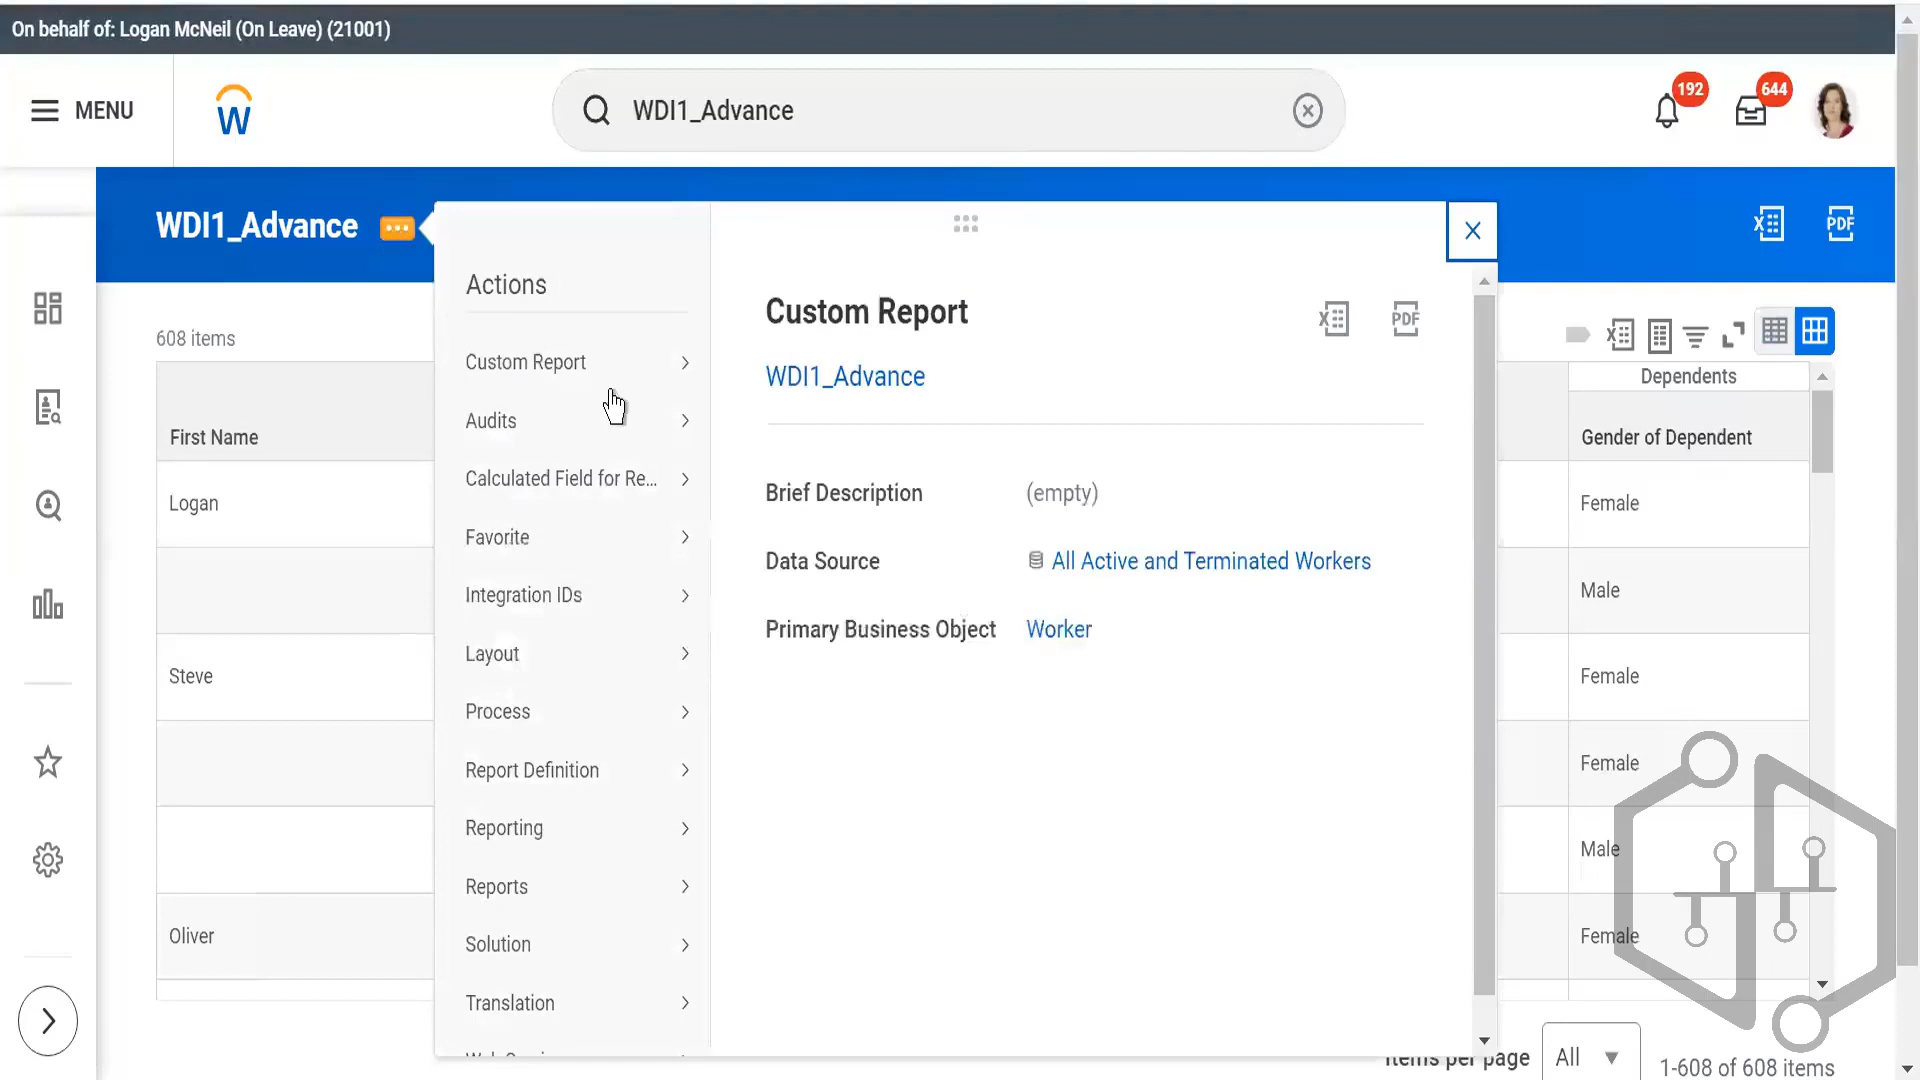 On behalf of: Logan McNeil (On Leave) (21001)
MENU
W
WDI1_Advance
192
644
WDI1_Advance
X
PDF
Actions
Custom Report
Audits
Calculated Field for Re...
Favorite
Integration IDs
Layout
Process
Report Definition
Reporting
Reports
Solution
Translation
Custom Report
X
PDF
WDI1_Advance
Brief Description (empty)
Data Source All Active and Terminated Workers
Primary Business Object Worker
608 items
X
Dependents
First Name Gender of Dependent
Logan Female
Male
Steve Female
Female
Male
Oliver Female
Items per page All 1-608 of 608 items